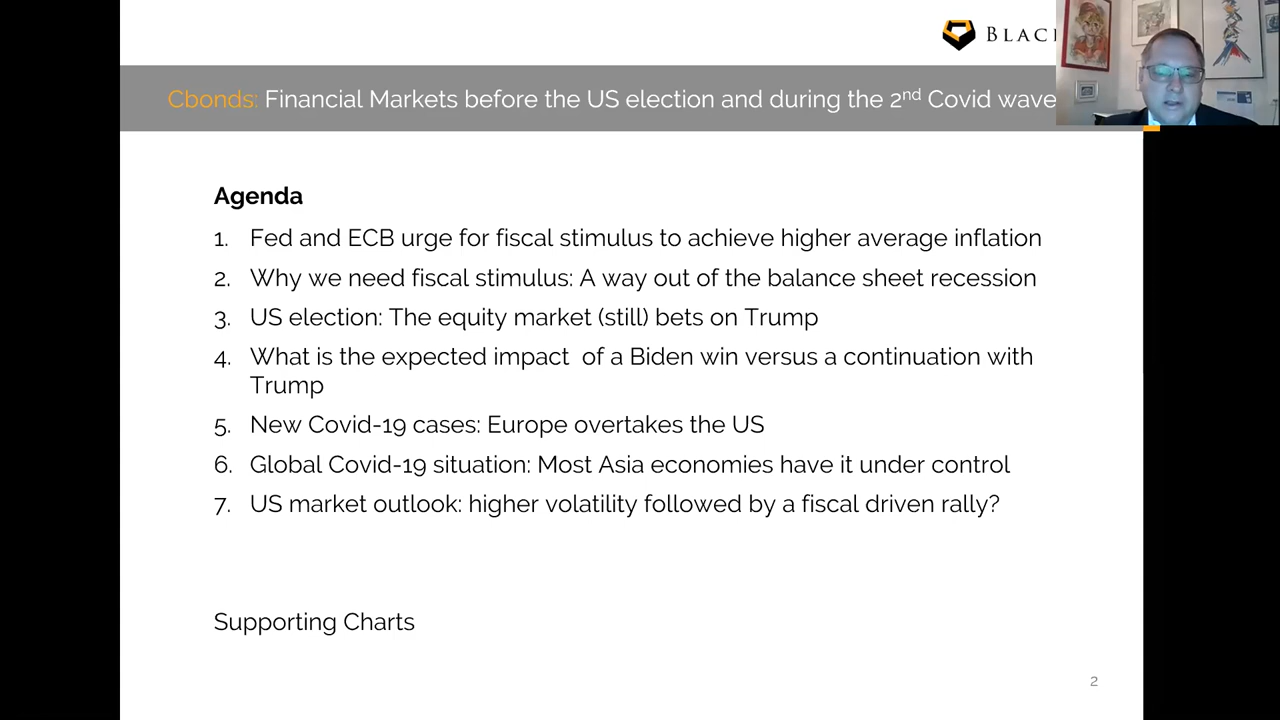 Cbonds: Financial Markets before the US election and during the 2nd Covid wave
Agenda
1. Fed and ECB urge for fiscal stimulus to achieve higher average inflation
2. Why we need fiscal stimulus: A way out of the balance sheet recession
3. US election: The equity market (still) bets on Trump
4. What is the expected impact of a Biden win versus a continuation with
Trump
5. New Covid-19 cases: Europe overtakes the US
6. Global Covid-19 situation: Most Asia economies have it under control
7. US market outlook: higher volatility followed by a fiscal driven rally?
Supporting Charts
2